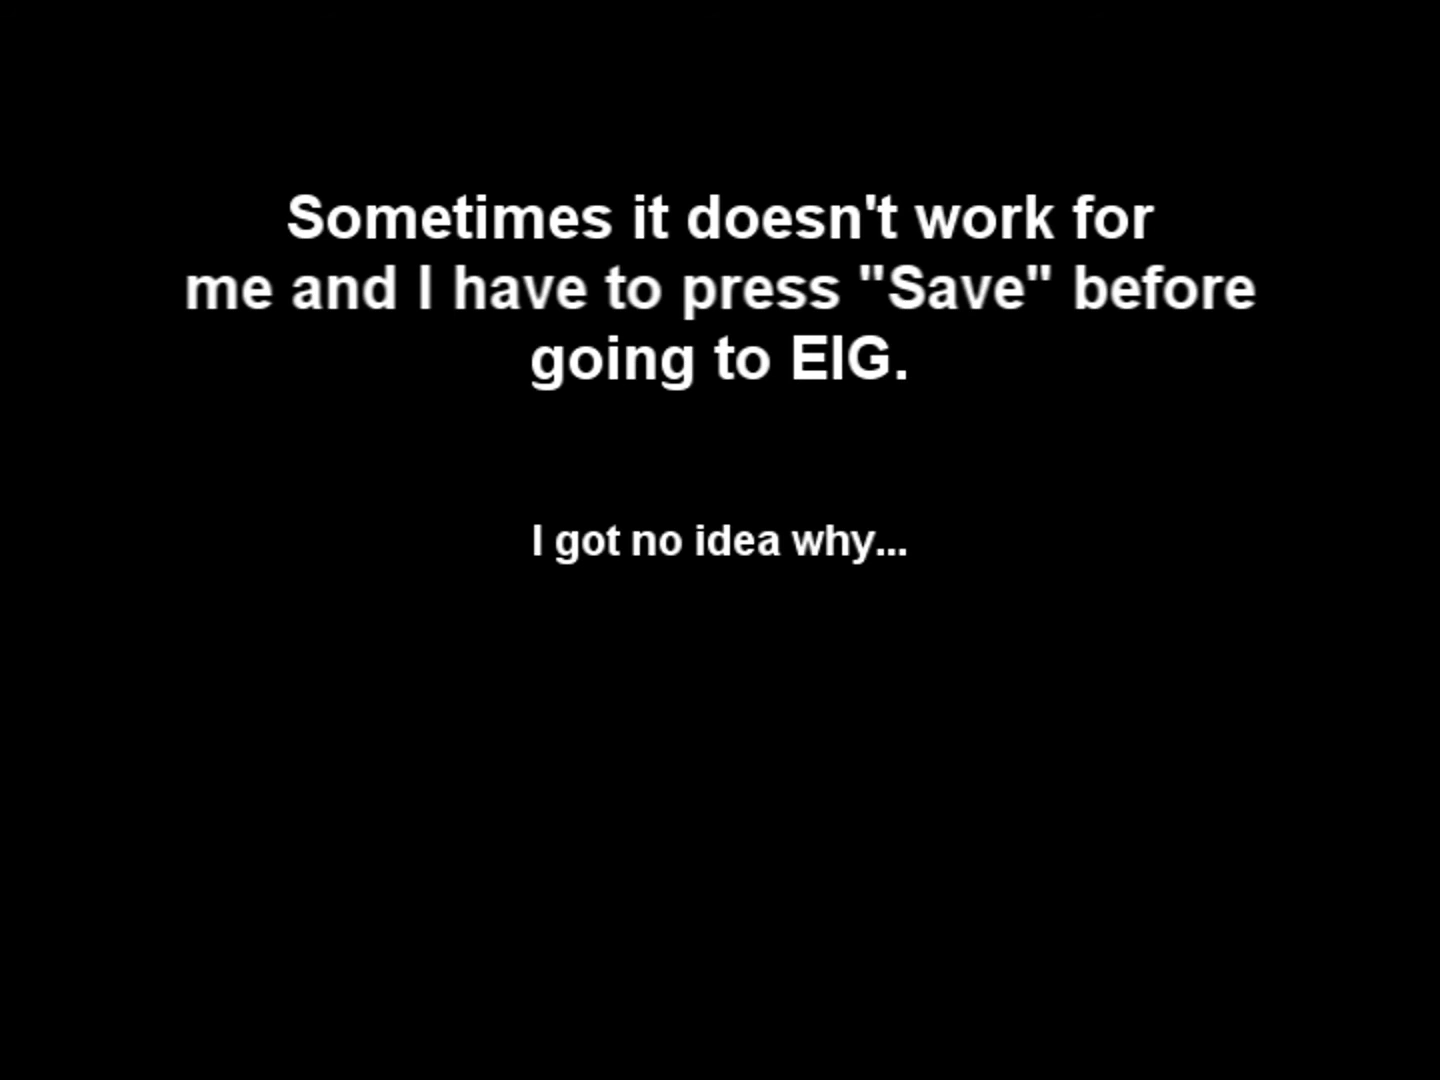 Sometimes it doesn't work for
me and I have to press "Save" before
going to EIG.
I got no idea why...